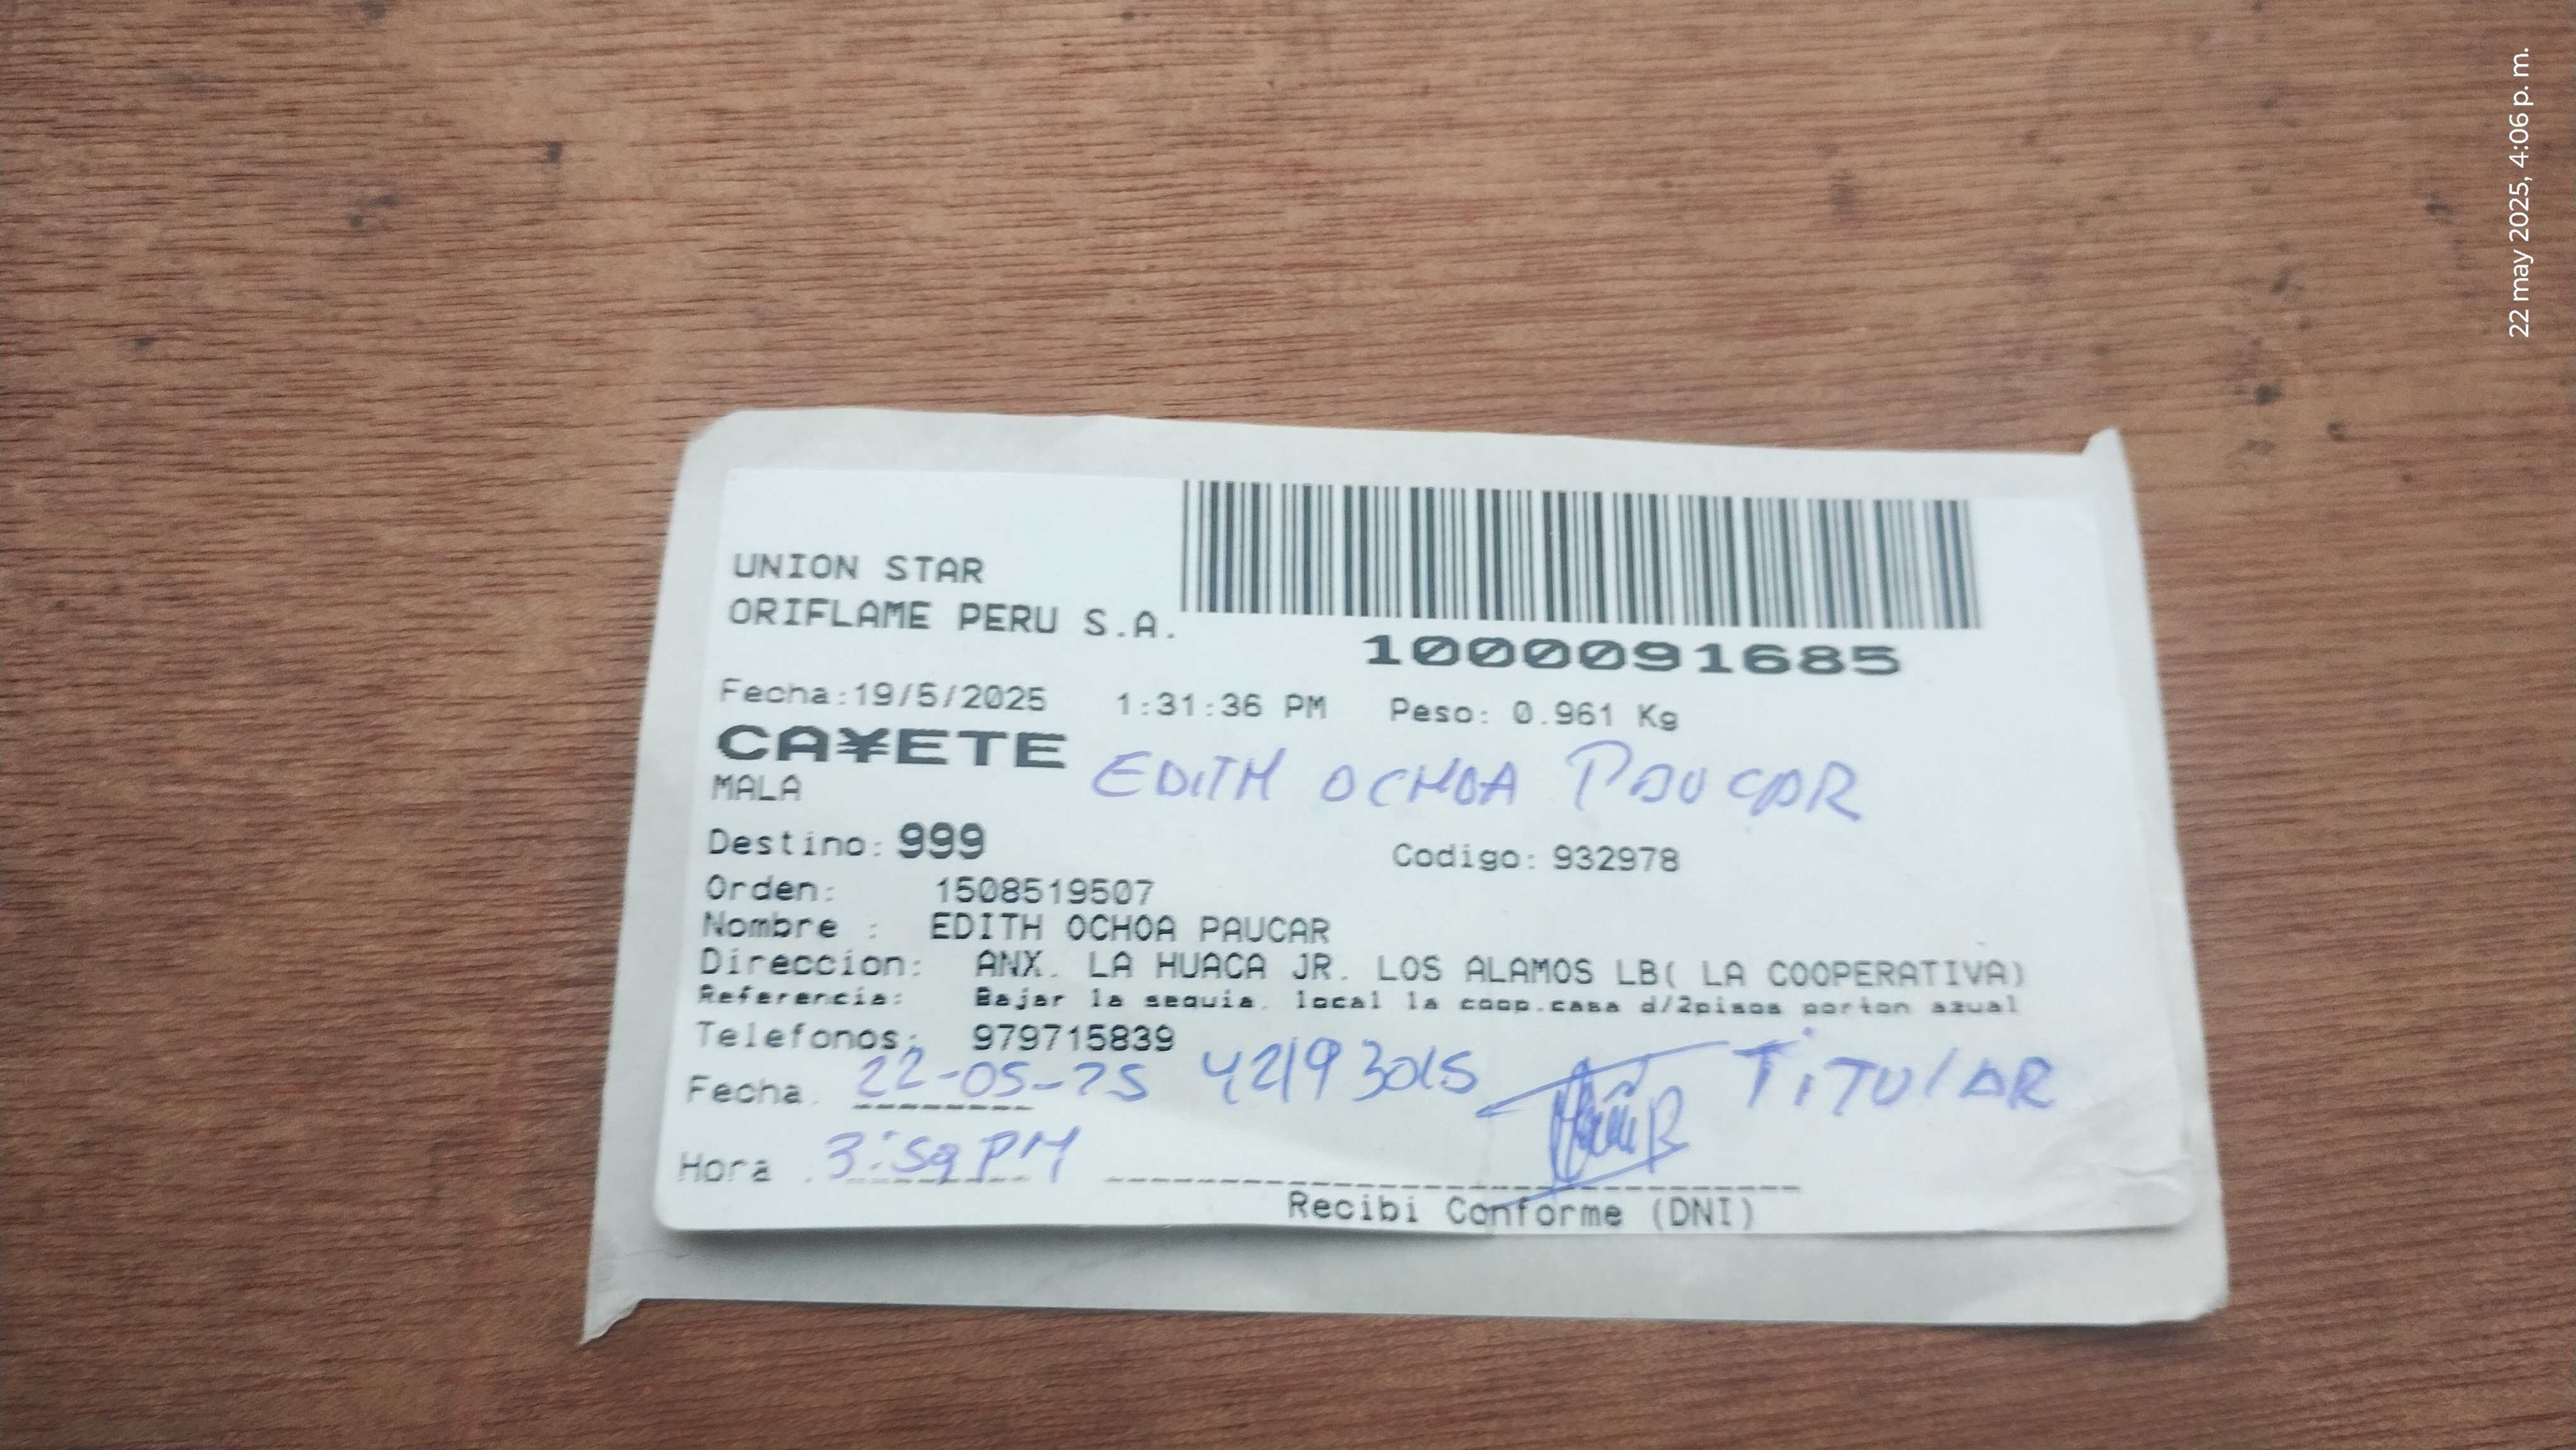 UNION STAR
ORIFLAME PERU S.A.
1000091685
Fecha:19/5/2025 1:31:36 PM Peso: 0.961 Kg
CA¥ETE
EDITH OCHOA PAUCAR
MALA
Destino: 999 Codigo: 932978
Orden: 1508519507
Nombre : EDITH OCHOA PAUCAR
Direccion: ANX. LA HUACA JR. LOS ALAMOS LB( LA COOPERATIVA)
Referencia: Bajar la sequia. local la coop.casa d/2pisos porton azual
Telefonos: 979715839
Fecha. 22-05-25 42193015 TiTULAR
Hora . 3:59 PM
Recibi Conforme (DNI)
22 may 2025, 4:06 p. m.